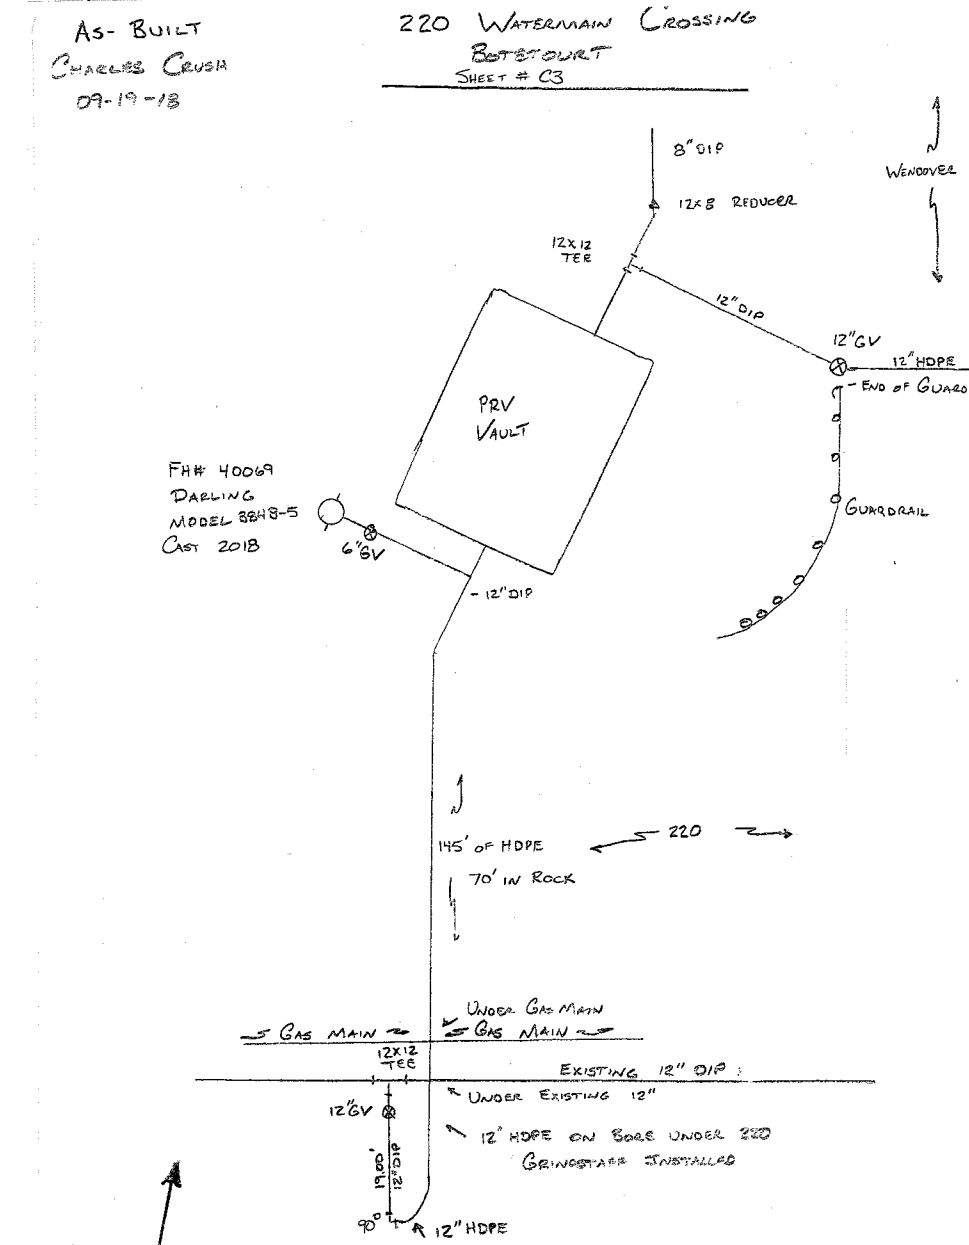 AS-BUILT
CHARLES CRUSH
09-19-18
220 WATERMAIN CROSSING
BOTETOURT
SHEET # C3
8" DIP
12x8 REDUCER
N
WENDOVER
12x12
TEE
12" DIP
12"GV
12" HDPE
- END OF GUARD
PRV
VAULT
FH# 40069
DARLING
MODEL B84B-5
CAST 2018
6"GV
GUARDRAIL
- 12" DIP
220
145' OF HDPE
70' IN ROCK
UNDER GAS MAIN
GAS MAIN
GAS MAIN
12x12
TEE
EXISTING 12" DIP
UNDER EXISTING 12"
12"GV
12" HDPE ON BORE UNDER 220
GRINDSTAFF INSTALLED
12" DIP
19.00'
90°
12" HDPE